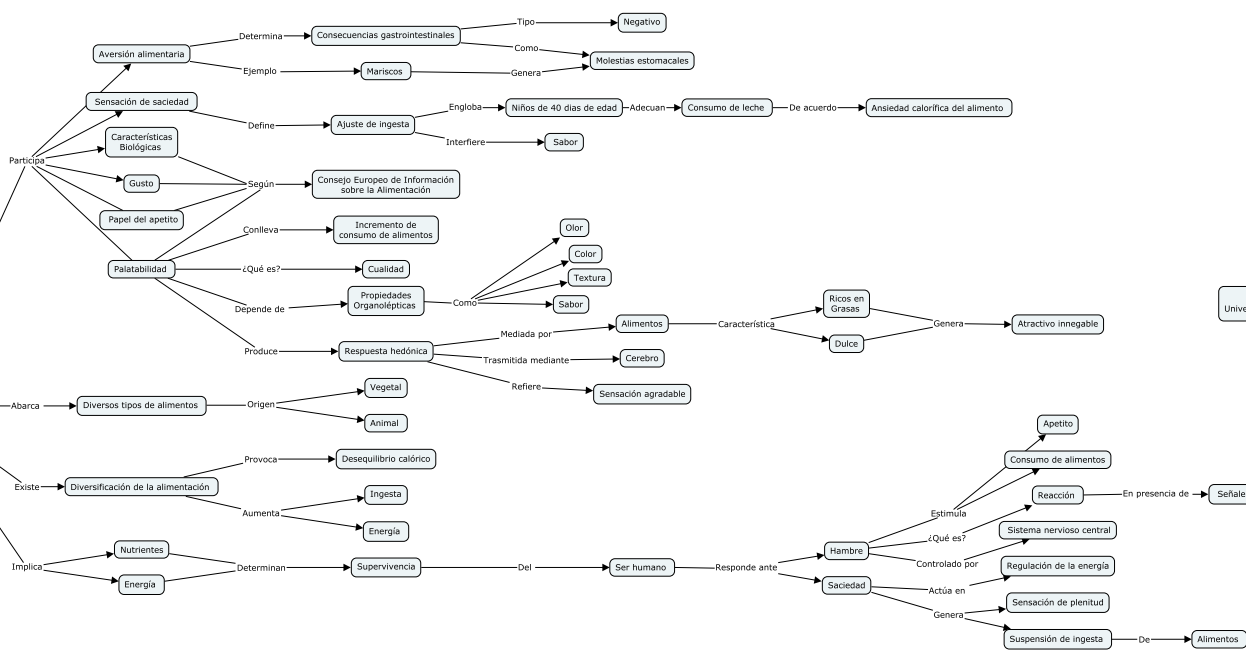 Participa
Aversión alimentaria
Determina
Consecuencias gastrointestinales
Tipo
Negativo
Como
Molestias estomacales
Ejemplo
Mariscos
Genera
Sensación de saciedad
Define
Ajuste de ingesta
Engloba
Niños de 40 dias de edad
Adecuan
Consumo de leche
De acuerdo
Ansiedad calorífica del alimento
Interfiere
Sabor
Características
Biológicas
Gusto
Papel del apetito
Según
Consejo Europeo de Información
sobre la Alimentación
Palatabilidad
Conlleva
Incremento de
consumo de alimentos
¿Qué es?
Cualidad
Depende de
Propiedades
Organolépticas
Como
Olor
Color
Textura
Sabor
Produce
Respuesta hedónica
Mediada por
Alimentos
Característica
Ricos en
Grasas
Dulce
Genera
Atractivo innegable
Unive
Trasmitida mediante
Cerebro
Refiere
Sensación agradable
Abarca
Diversos tipos de alimentos
Origen
Vegetal
Animal
Existe
Diversificación de la alimentación
Provoca
Desequilibrio calórico
Aumenta
Ingesta
Energía
Implica
Nutrientes
Energía
Determinan
Supervivencia
Del
Ser humano
Responde ante
Hambre
Estimula
Apetito
Consumo de alimentos
¿Qué es?
Reacción
En presencia de
Señale
Controlado por
Sistema nervioso central
Saciedad
Actúa en
Regulación de la energía
Genera
Sensación de plenitud
Suspensión de ingesta
De
Alimentos